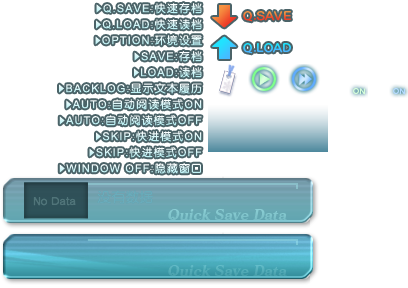 Q.SAVE:快速存档
Q.LOAD:快速读档
OPTION:环境设置
SAVE:存档
LOAD:读档
BACKLOG:显示文本履历
AUTO:自动阅读模式ON
AUTO:自动阅读模式OFF
SKIP:快进模式ON
SKIP:快进模式OFF
WINDOW OFF:隐藏窗口
Q.SAVE
Q.LOAD
ON
ON
No Data
Quick Save Data
Quick Save Data